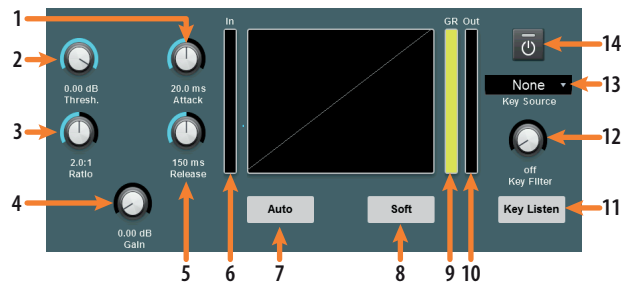 1
In
GR Out
2
14
0.00 dB
Thresh.
20.0 ms
Attack
None
13
Key Source
3
12
2.0:1
Ratio
150 ms
Release
off
Key Filter
4
Auto
Soft
Key Listen
11
0.00 dB
Gain
5
6
7
8
9
10